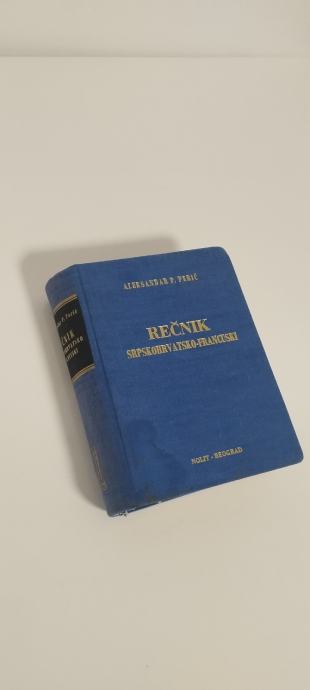 ALEKSANDAR P. PERIĆ
REČNIK
SRPSKOHRVATSKO-FRANCUSKI
NOLIT - BEOGRAD